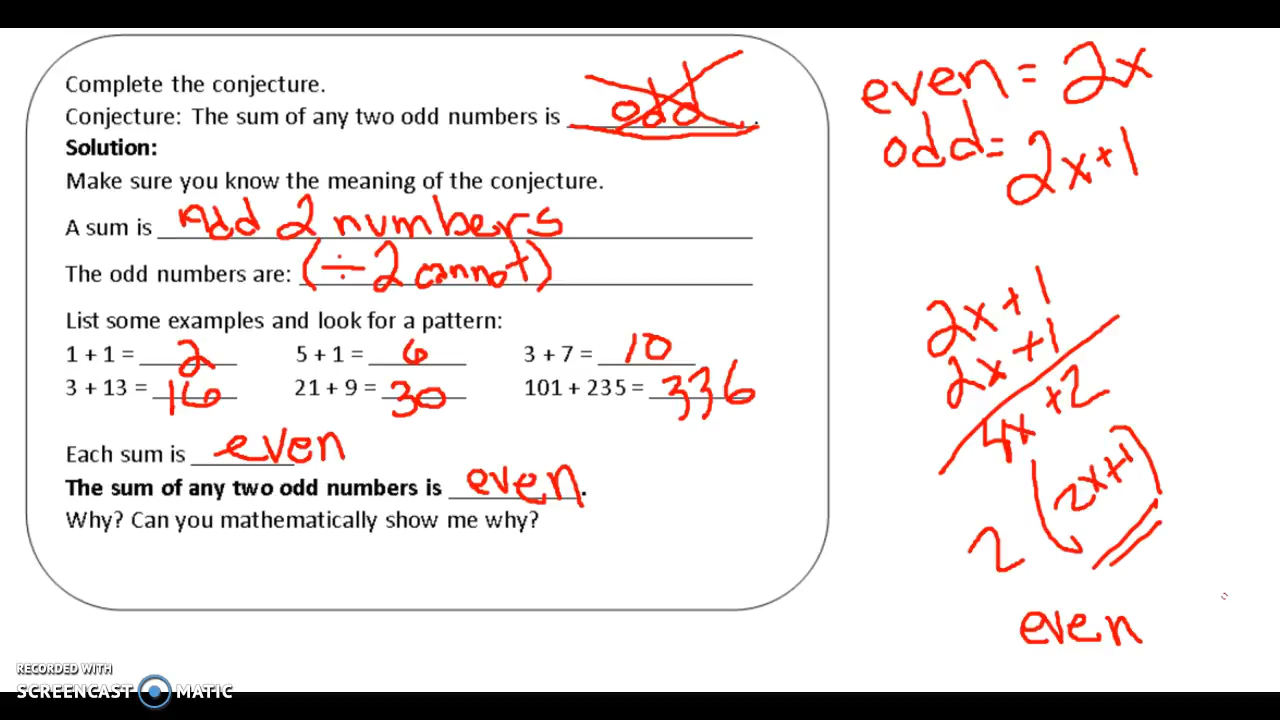 Complete the conjecture.
Conjecture: The sum of any two odd numbers is odd.
Solution:
Make sure you know the meaning of the conjecture.
A sum is Add 2 numbers
The odd numbers are: (÷2 cannot)
List some examples and look for a pattern:
1 + 1 = 2 5 + 1 = 6 3 + 7 = 10
3 + 13 = 16 21 + 9 = 30 101 + 235 = 336
Each sum is even
The sum of any two odd numbers is even.
Why? Can you mathematically show me why?
even = 2x
odd = 2x+1
2x + 1
2x + 1
4x + 2
2 (2x+1)
even
RECORDED WITH
SCREENCAST MATIC